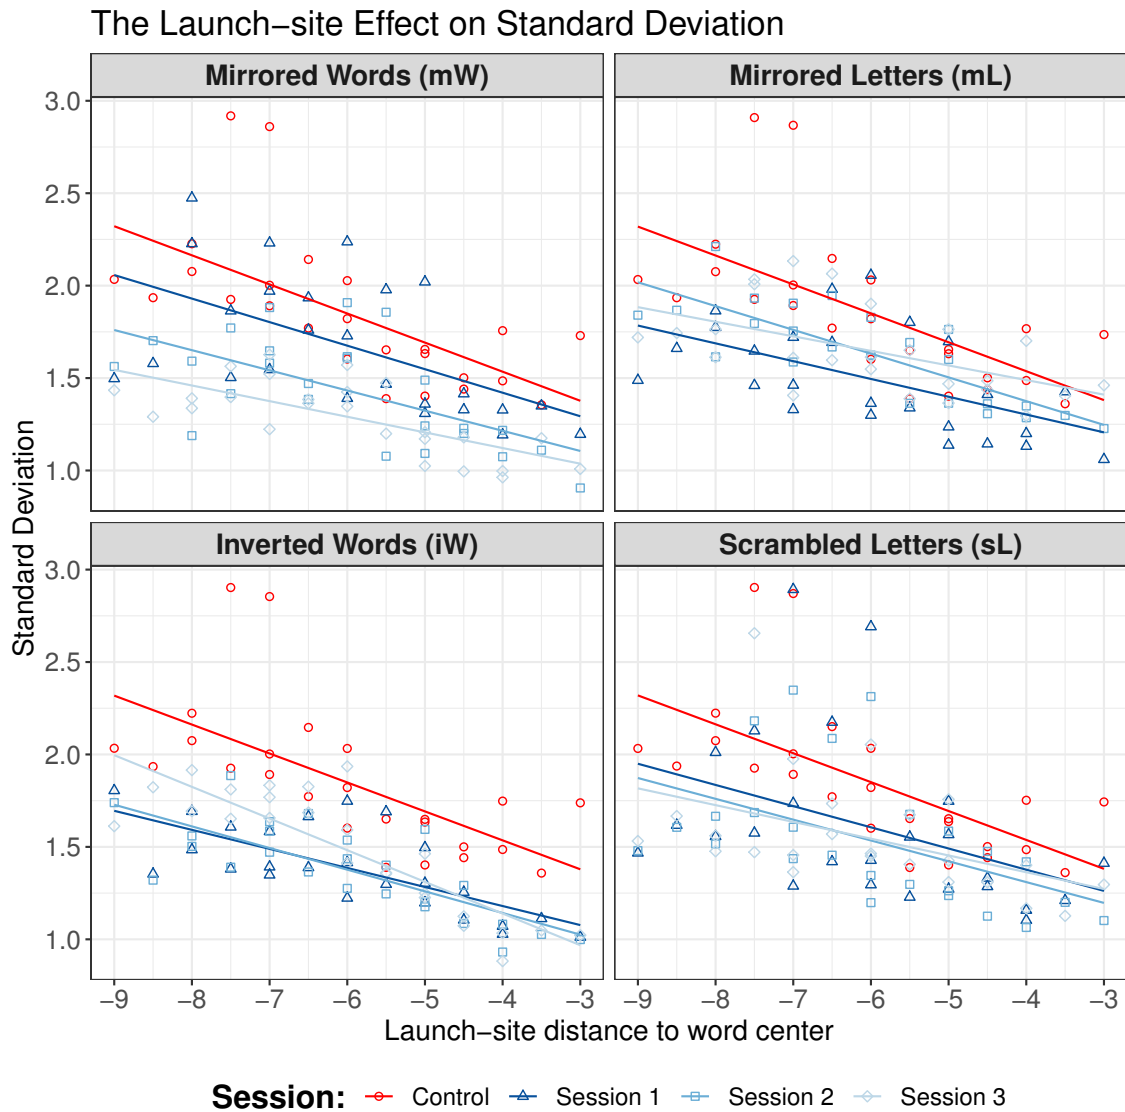 The Launch−site Effect on Standard Deviation
Mirrored Words (mW)
Mirrored Letters (mL)
3.0
2.5
2.0
1.5
1.0
Inverted Words (iW)
Scrambled Letters (sL)
3.0
2.5
2.0
1.5
1.0
Standard Deviation
−9 −8 −7 −6 −5 −4 −3 −9 −8 −7 −6 −5 −4 −3
Launch−site distance to word center
Session: Control Session 1 Session 2 Session 3